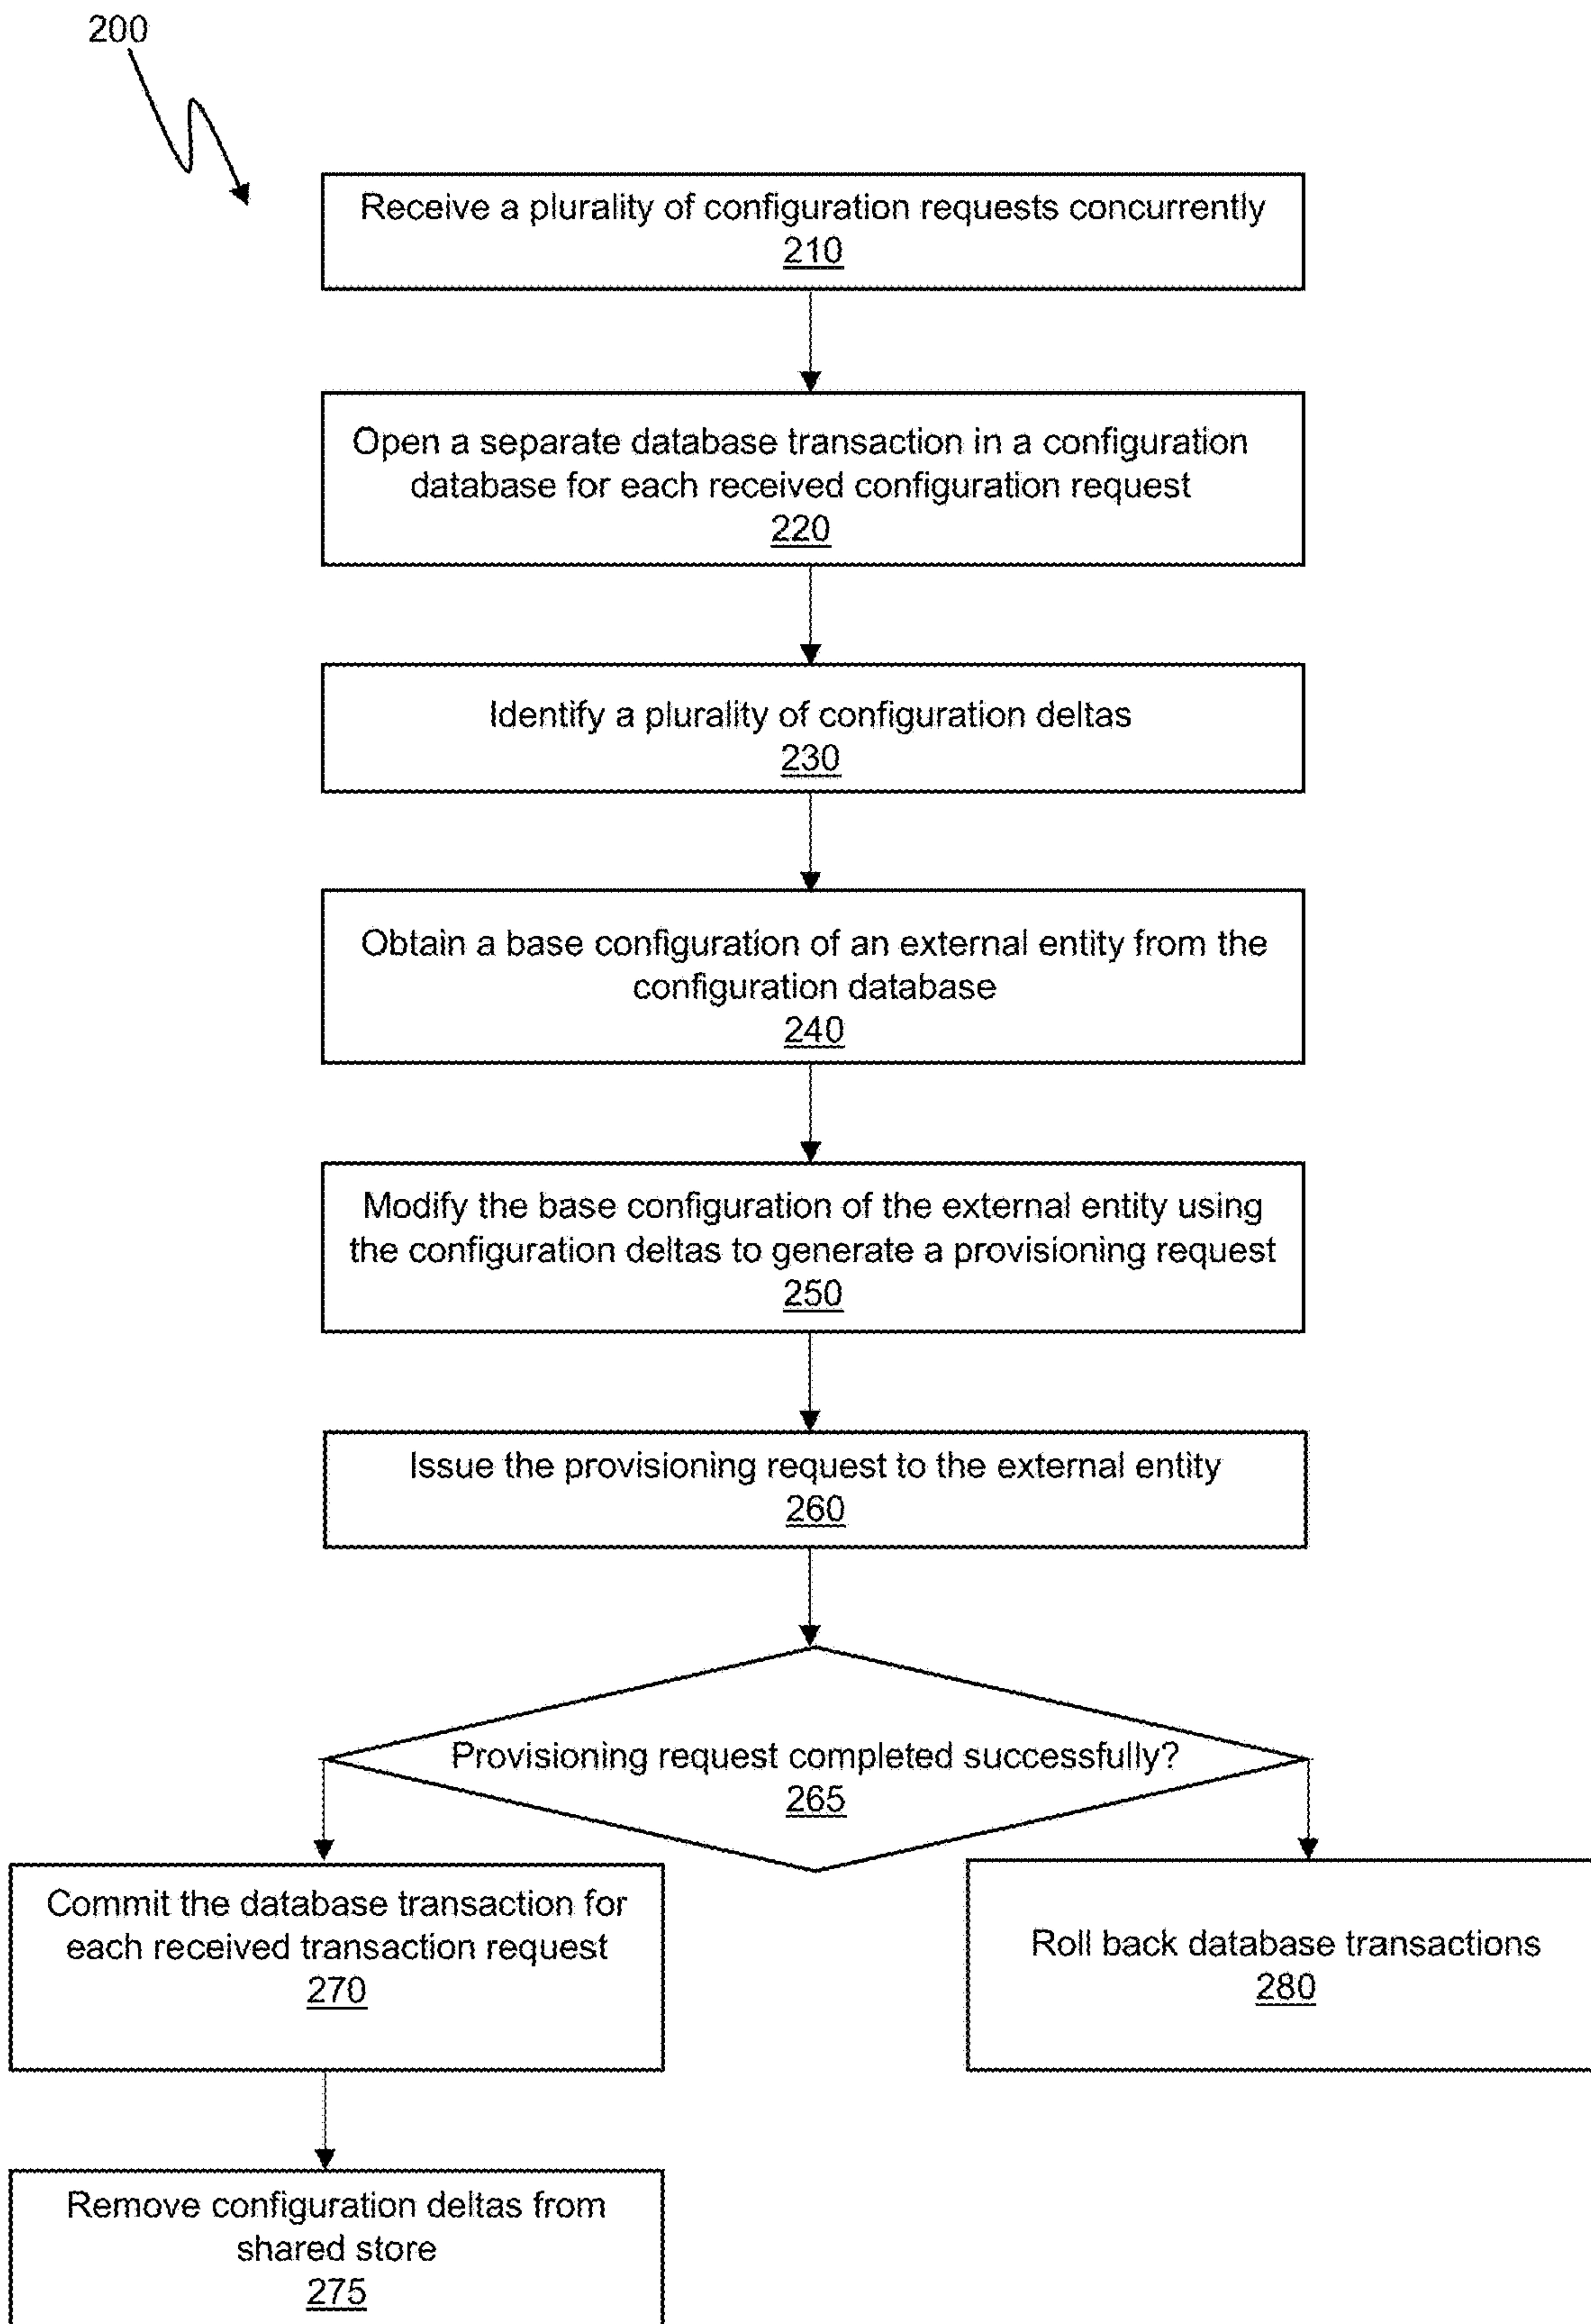 200
Receive a plurality of configuration requests concurrently
210
Open a separate database transaction in a configuration
database for each received configuration request
220
Identify a plurality of configuration deltas
230
Obtain a base configuration of an external entity from the
configuration database
240
Modify the base configuration of the external entity using
the configuration deltas to generate a provisioning request
250
Issue the provisioning request to the external entity
260
Provisioning request completed successfully?
265
Commit the database transaction for
each received transaction request
270
Roll back database transactions
280
Remove configuration deltas from
shared store
275